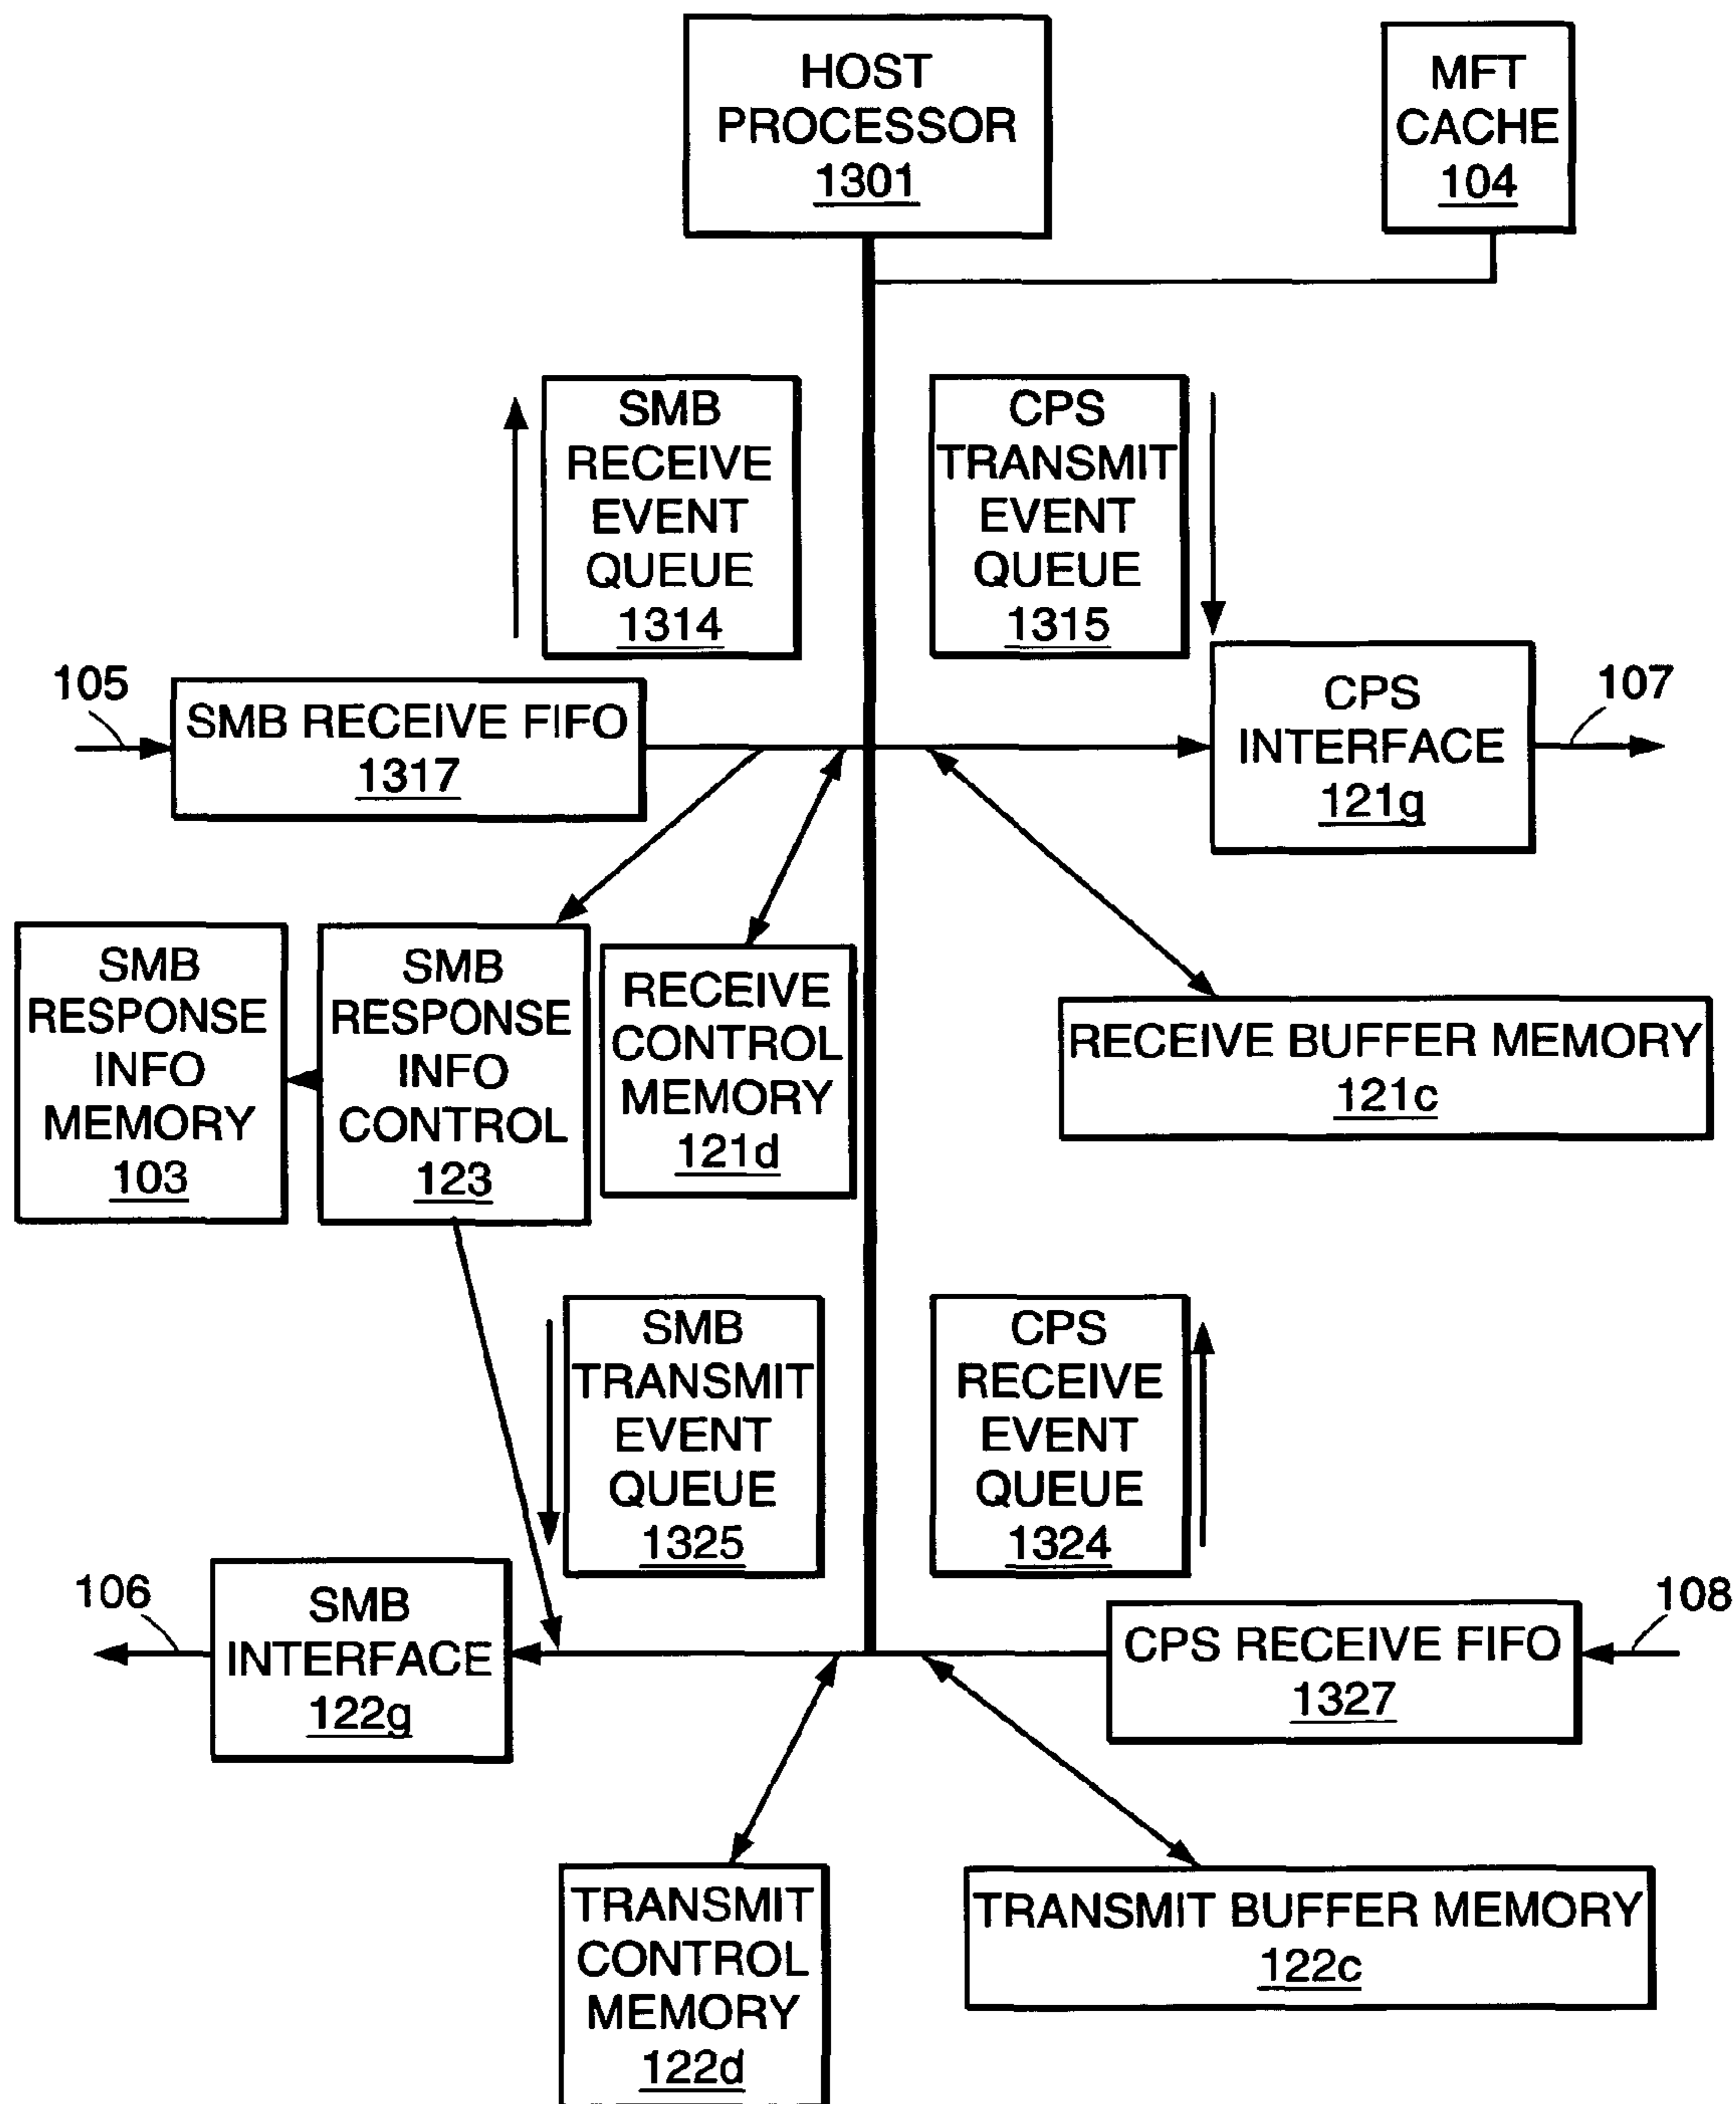 HOST
PROCESSOR
1301
MFT
CACHE
104
SMB
RECEIVE
EVENT
QUEUE
1314
CPS
TRANSMIT
EVENT
QUEUE
1315
105
SMB RECEIVE FIFO
1317
CPS
INTERFACE
121g
107
SMB
RESPONSE
INFO
MEMORY
103
SMB
RESPONSE
INFO
CONTROL
123
RECEIVE
CONTROL
MEMORY
121d
RECEIVE BUFFER MEMORY
121c
SMB
TRANSMIT
EVENT
QUEUE
1325
CPS
RECEIVE
EVENT
QUEUE
1324
106
SMB
INTERFACE
122g
CPS RECEIVE FIFO
1327
108
TRANSMIT
CONTROL
MEMORY
122d
TRANSMIT BUFFER MEMORY
122c